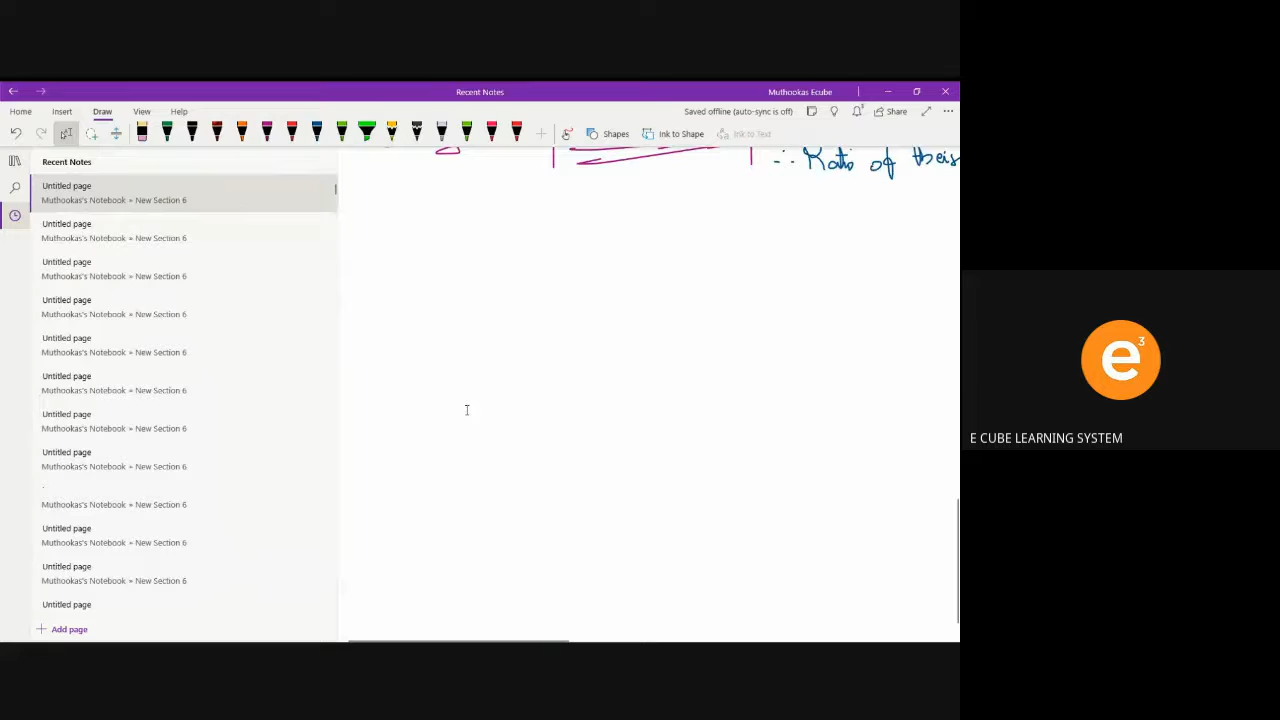 Recent Notes
Muthookas Ecube
Home Insert Draw View Help
Saved offline (auto-sync is off)
Share
Shapes
Ink to Shape
Ink to Text
Recent Notes
∴ Ratio of
Untitled page
Muthookas's Notebook » New Section 6
Untitled page
Muthookas's Notebook » New Section 6
Untitled page
Muthookas's Notebook » New Section 6
Untitled page
Muthookas's Notebook » New Section 6
Untitled page
Muthookas's Notebook » New Section 6
Untitled page
Muthookas's Notebook » New Section 6
Untitled page
Muthookas's Notebook » New Section 6
Untitled page
Muthookas's Notebook » New Section 6
.
Muthookas's Notebook » New Section 6
Untitled page
Muthookas's Notebook » New Section 6
Untitled page
Muthookas's Notebook » New Section 6
Untitled page
+ Add page
e3
E CUBE LEARNING SYSTEM